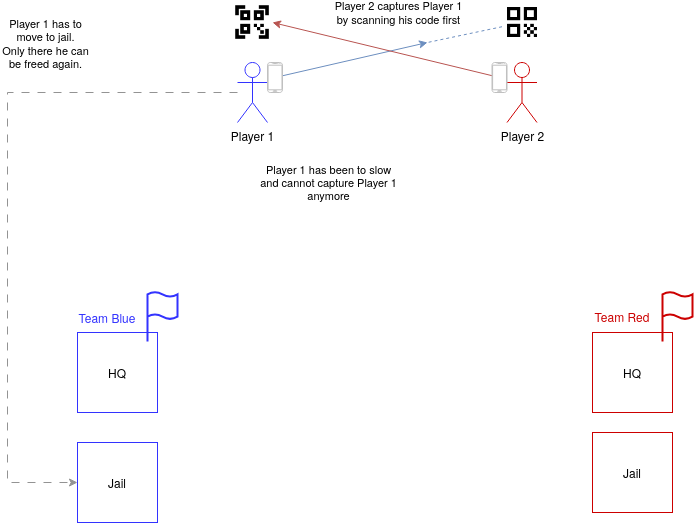 Player 1 has to
move to jail.
Only there he can
be freed again.
Player 2 captures Player 1
by scanning his code first
Player 1
Player 2
Player 1 has been to slow
and cannot capture Player 1
anymore
Team Blue
Team Red
HQ
HQ
Jail
Jail